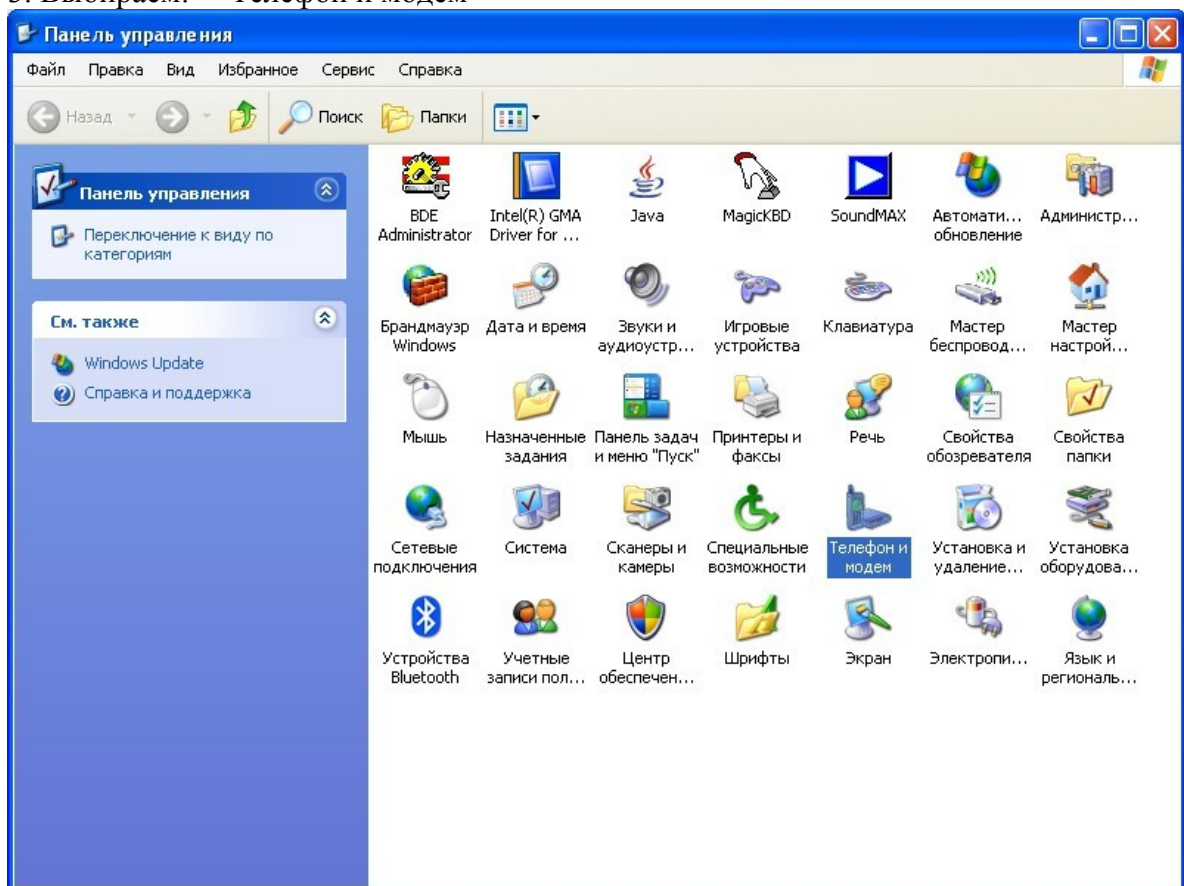 3. Выбираем: Телефон и модем
Панель управления
Файл Правка Вид Избранное Сервис Справка
Назад Поиск Папки
Панель управления
Переключение к виду по
категориям
См. также
Windows Update
Справка и поддержка
BDE
Administrator
Intel(R) GMA
Driver for ...
Java
MagicKBD
SoundMAX
Автомати...
обновление
Администр...
Брандмауэр
Windows
Дата и время
Звуки и
аудиоустр...
Игровые
устройства
Клавиатура
Мастер
беспровод...
Мастер
настрой...
Мышь
Назначенные
задания
Панель задач
и меню "Пуск"
Принтеры и
факсы
Речь
Свойства
обозревателя
Свойства
папки
Сетевые
подключения
Система
Сканеры и
камеры
Специальные
возможности
Телефон и
модем
Установка и
удаление...
Установка
оборудова...
Устройства
Bluetooth
Учетные
записи пол...
Центр
обеспечен...
Шрифты
Экран
Электропи...
Язык и
региональ...